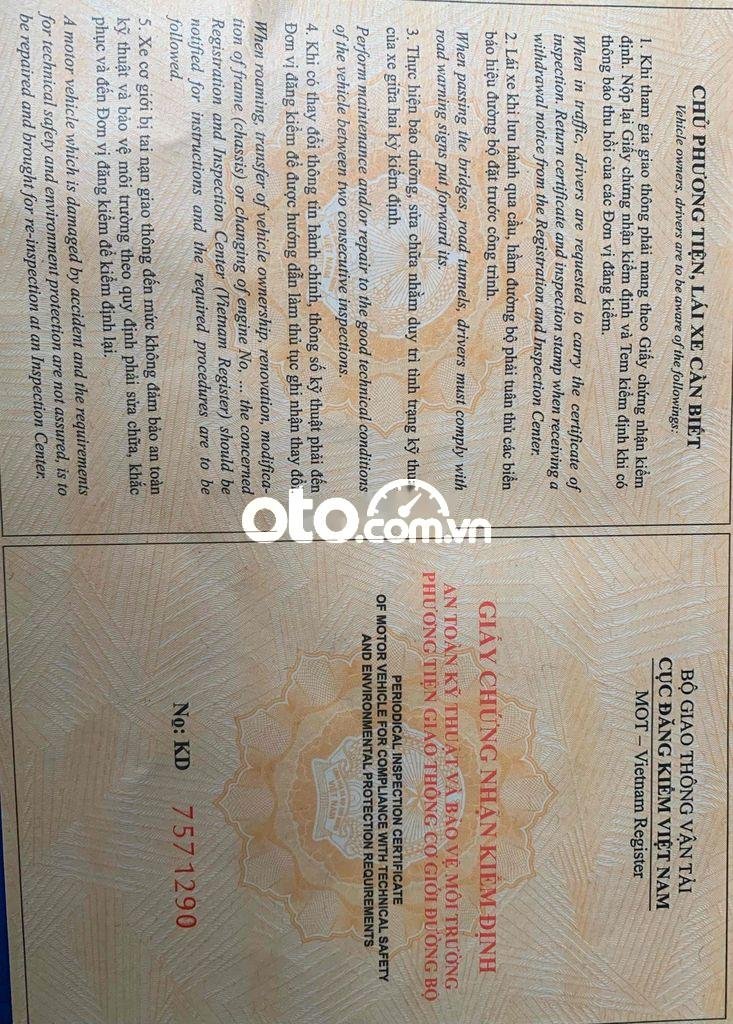 CHỦ PHƯƠNG TIỆN, LÁI XE CẦN BIẾT
Vehicle owners, drivers are to be aware of the followings:
1. Khi tham gia giao thông phải mang theo Giấy chứng nhận kiểm
định. Nộp lại Giấy chứng nhận kiểm định và Tem kiểm định khi có
thông báo thu hồi của các Đơn vị đăng kiểm.
When in traffic, drivers are requested to carry the certificate of
inspection. Return certificate and inspection stamp when receiving a
withdrawal notice from the Registration and Inspection Center.
2. Lái xe khi lưu hành qua cầu, hầm đường bộ phải tuân thủ các biển
báo hiệu đường bộ đặt trước công trình.
When passing the bridges, road tunnels, drivers must comply with
road warning signs put forward its.
3. Thực hiện bảo dưỡng, sửa chữa nhằm duy trì tình trạng kỹ thu
của xe giữa hai kỳ kiểm định.
Perform maintenance and/or repair to the good technical conditions
of the vehicle between two consecutive inspections.
4. Khi có thay đổi thông tin hành chính, thông số kỹ thuật phải đến
Đơn vị đăng kiểm để được hướng dẫn làm thủ tục ghi nhận thay đổ
When roaming, transfer of vehicle ownership, renovation, modifica-
tion of frame (chassis) or changing of engine No, ... the concerned
Registration and Inspection Center (Vietnam Register) should be
notified for instructions and the required procedures are to be
followed.
5. Xe cơ giới bị tai nạn giao thông đến mức không đảm bảo an toàn
kỹ thuật và bảo vệ môi trường theo quy định phải sửa chữa, khắc
phục và đến Đơn vị đăng kiểm để kiểm định lại.
A motor vehicle which is damaged by accident and the requirements
for technical safety and environment protection are not assured, is to
be repaired and brought for re-inspection at an Inspection Center.
oto.com.vn
BỘ GIAO THÔNG VẬN TẢI
CỤC ĐĂNG KIỂM VIỆT NAM
MOT – Vietnam Register
GIẤY CHỨNG NHẬN KIỂM ĐỊNH
AN TOÀN KỸ THUẬT VÀ BẢO VỆ MÔI TRƯỜNG
PHƯƠNG TIỆN GIAO THÔNG CƠ GIỚI ĐƯỜNG BỘ
PERIODICAL INSPECTION CERTIFICATE
OF MOTOR VEHICLE FOR COMPLIANCE WITH TECHNICAL SAFETY
AND ENVIRONMENTAL PROTECTION REQUIREMENTS
Nọ: KD 7571290